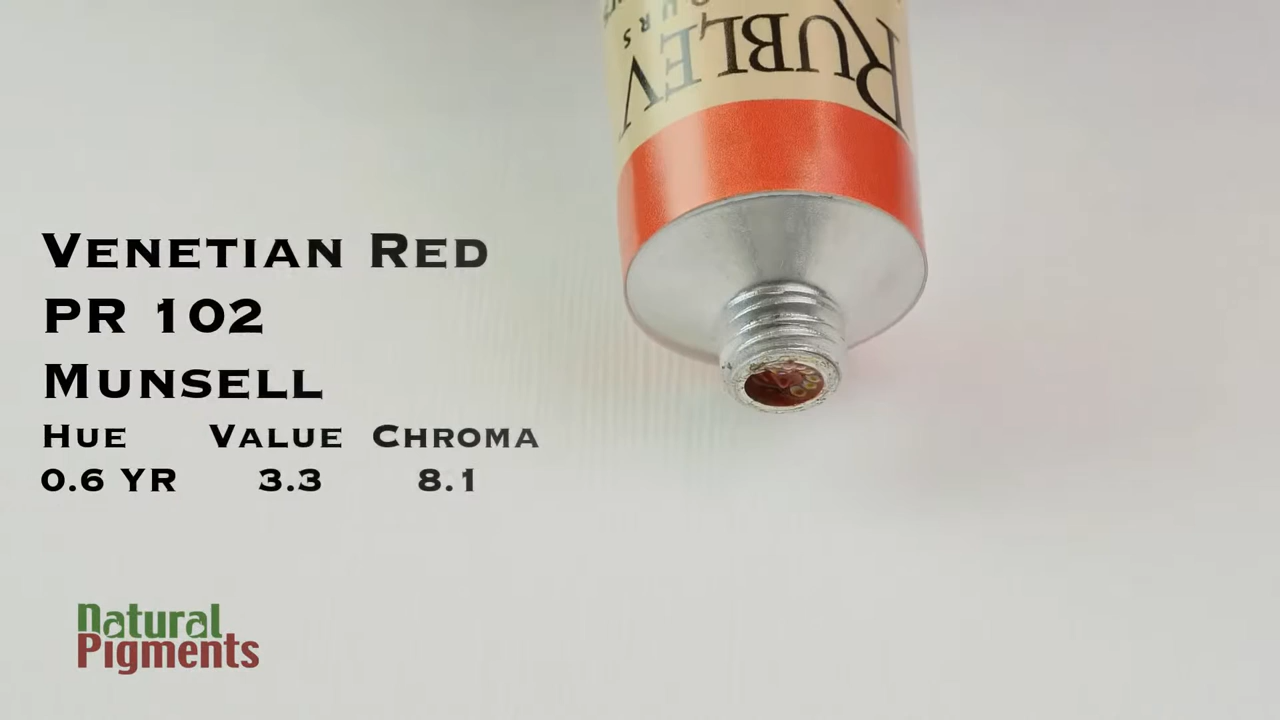 RUBLEV
Venetian Red
PR 102
Munsell
Hue Value Chroma
0.6 YR 3.3 8.1
Natural
Pigments